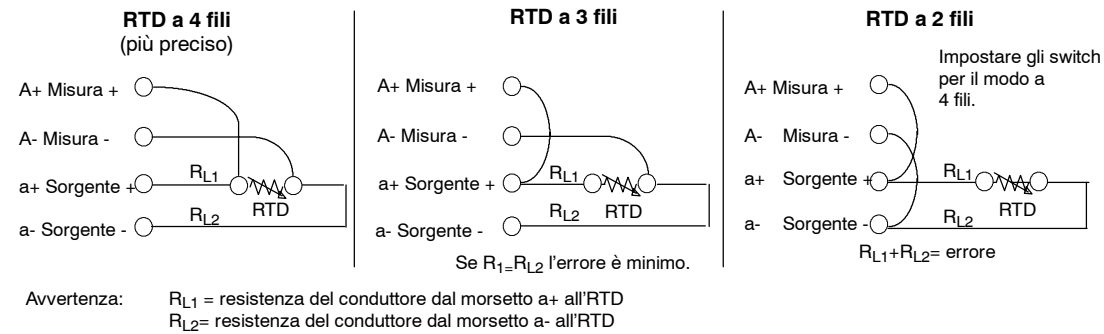 RTD a 4 fili
(più preciso)
A+ Misura +
A- Misura -
a+ Sorgente +
a- Sorgente -
RL1
RL2
RTD
RTD a 3 fili
A+ Misura +
A- Misura -
a+ Sorgente +
a- Sorgente -
RL1
RL2
RTD
Se R1=RL2 l'errore è minimo.
RTD a 2 fili
Impostare gli switch
per il modo a
4 fili.
A+ Misura +
A- Misura -
a+ Sorgente +
a- Sorgente -
RL1
RL2
RTD
RL1+RL2= errore
Avvertenza: RL1 = resistenza del conduttore dal morsetto a+ all'RTD
RL2= resistenza del conduttore dal morsetto a- all'RTD